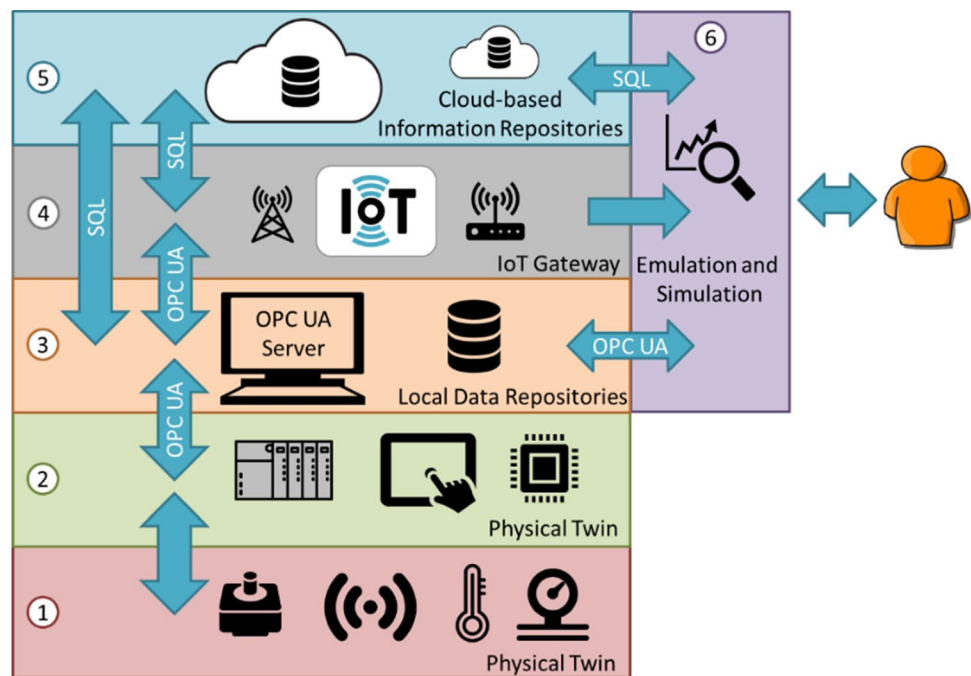 5
Cloud-based
Information Repositories
SQL
6
SQL
SQL
4
IoT
IoT Gateway
OPC UA
Emulation and
Simulation
3
OPC UA
Server
Local Data Repositories
OPC UA
OPC UA
2
Physical Twin
1
Physical Twin